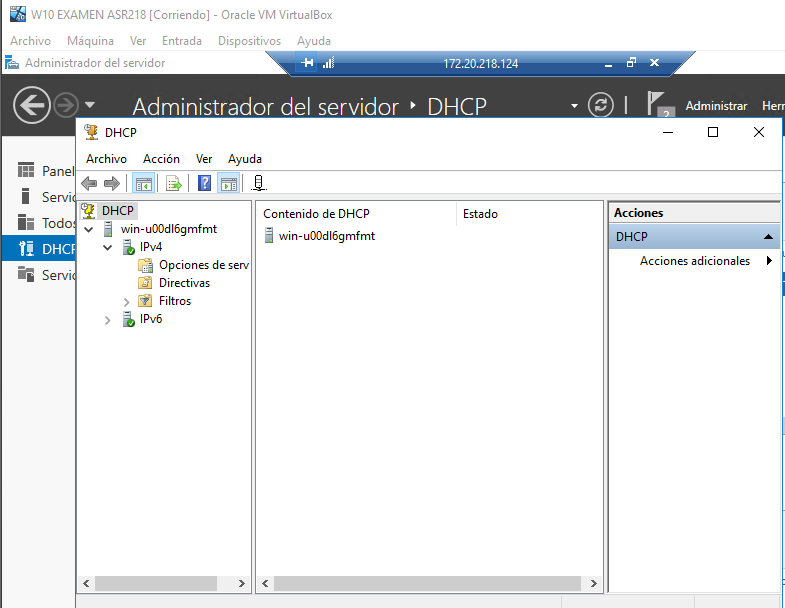 W10 EXAMEN ASR218 [Corriendo] - Oracle VM VirtualBox
Archivo Máquina Ver Entrada Dispositivos Ayuda
Administrador del servidor
172.20.218.124
Administrador del servidor DHCP
Administrar Herr
DHCP
Archivo Acción Ver Ayuda
Panel
Servid
Todos
DHCP
Servic
DHCP
win-u00dl6gmfmt
IPv4
Opciones de serv
Directivas
Filtros
IPv6
Contenido de DHCP Estado
win-u00dl6gmfmt
Acciones
DHCP
Acciones adicionales